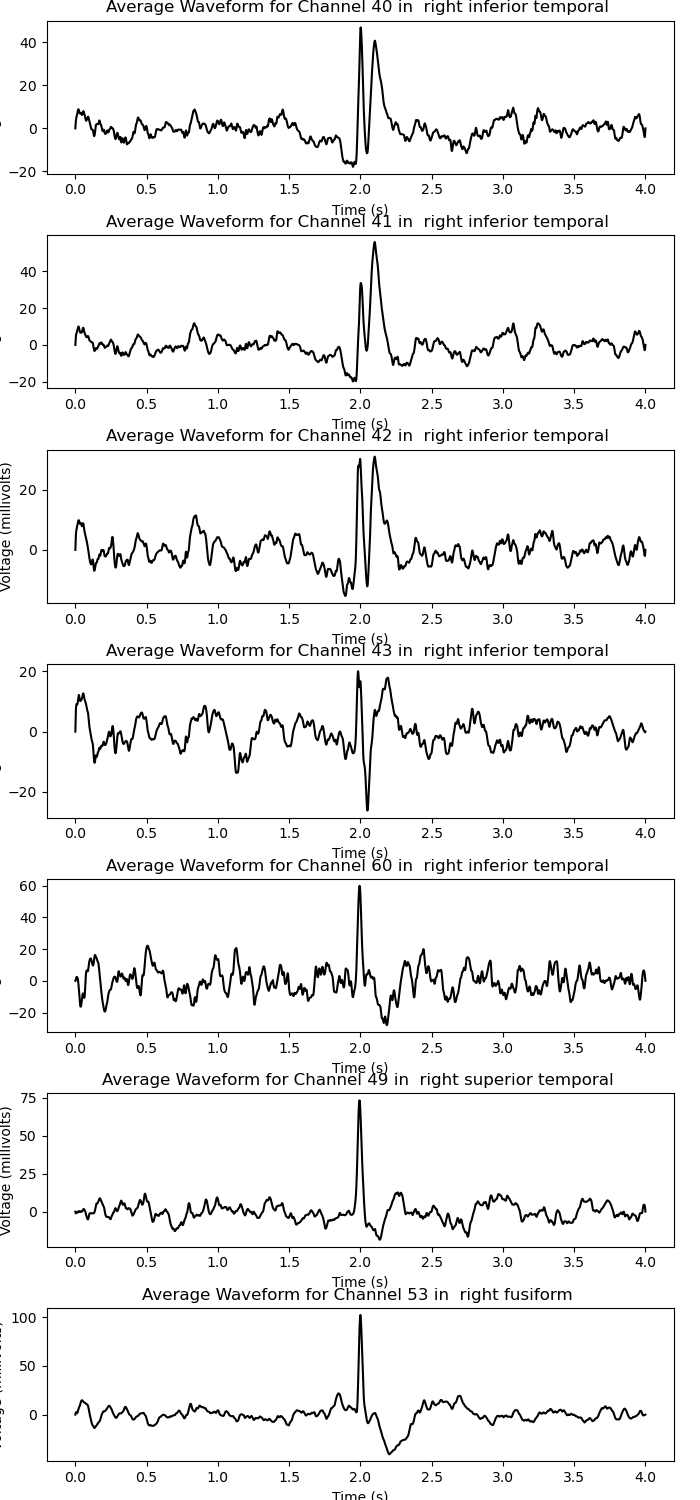 Average Waveform for Channel 40 in  right inferior temporal
40
20
0
−20
0.0 0.5 1.0 1.5 2.0 2.5 3.0 3.5 4.0
Time (s)
Average Waveform for Channel 41 in  right inferior temporal
40
20
0
−20
0.0 0.5 1.0 1.5 2.0 2.5 3.0 3.5 4.0
Time (s)
Average Waveform for Channel 42 in  right inferior temporal
Voltage (millivolts)
20
0
0.0 0.5 1.0 1.5 2.0 2.5 3.0 3.5 4.0
Time (s)
Average Waveform for Channel 43 in  right inferior temporal
20
0
−20
0.0 0.5 1.0 1.5 2.0 2.5 3.0 3.5 4.0
Time (s)
Average Waveform for Channel 60 in  right inferior temporal
60
40
20
0
−20
0.0 0.5 1.0 1.5 2.0 2.5 3.0 3.5 4.0
Time (s)
Average Waveform for Channel 49 in  right superior temporal
Voltage (millivolts)
75
50
25
0
0.0 0.5 1.0 1.5 2.0 2.5 3.0 3.5 4.0
Time (s)
Average Waveform for Channel 53 in  right fusiform
100
50
0
0.0 0.5 1.0 1.5 2.0 2.5 3.0 3.5 4.0
Time (s)